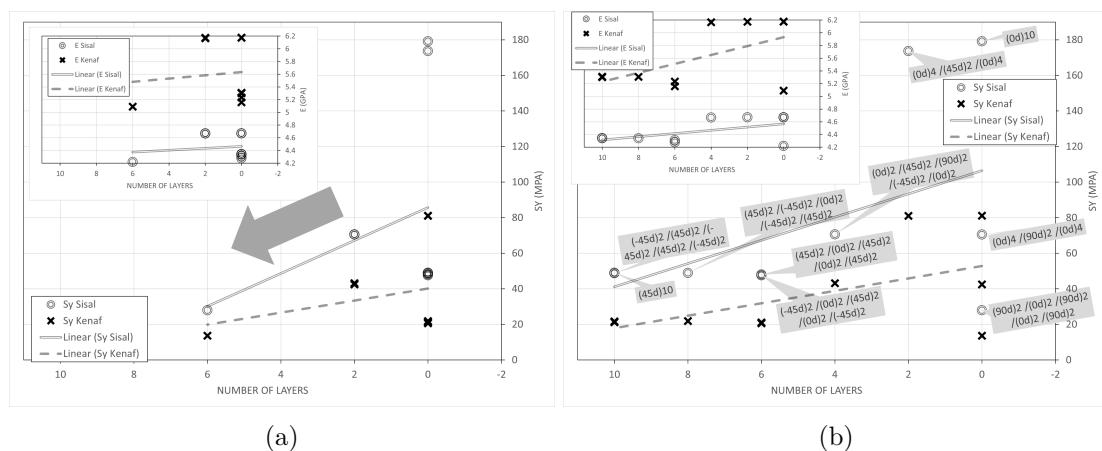 E Sisal
E Kenaf
Linear (E Sisal)
Linear (E Kenaf)
6.2
6
5.8
5.6
5.4
5.2
5
4.8
4.6
4.4
4.2
E (GPA)
10 8 6 4 2 0 -2
NUMBER OF LAYERS
180
160
140
120
100
80
60
40
20
0
SY (MPA)
Sy Sisal
Sy Kenaf
Linear (Sy Sisal)
Linear (Sy Kenaf)
10 8 6 4 2 0 -2
NUMBER OF LAYERS
(a)
E Sisal
E Kenaf
Linear (E Sisal)
Linear (E Kenaf)
6.2
6
5.8
5.6
5.4
5.2
5
4.8
4.6
4.4
4.2
E (GPA)
10 8 6 4 2 0 -2
NUMBER OF LAYERS
(0d)10
(0d)4 /(45d)2 /(0d)4
Sy Sisal
Sy Kenaf
Linear (Sy Sisal)
Linear (Sy Kenaf)
(0d)2 /(45d)2 /(90d)2
/(-45d)2 /(0d)2
(45d)2 /(-45d)2 /(0d)2
/(-45d)2 /(45d)2
(-45d)2 /(45d)2 /(-
45d)2 /(45d)2 /(-45d)2
(45d)10
(45d)2 /(0d)2 /(45d)2
/(0d)2 /(45d)2
(-45d)2 /(0d)2 /(45d)2
/(0d)2 /(-45d)2
(0d)4 /(90d)2 /(0d)4
(90d)2 /(0d)2 /(90d)2
/(0d)2 /(90d)2
180
160
140
120
100
80
60
40
20
0
SY (MPA)
10 8 6 4 2 0 -2
NUMBER OF LAYERS
(b)